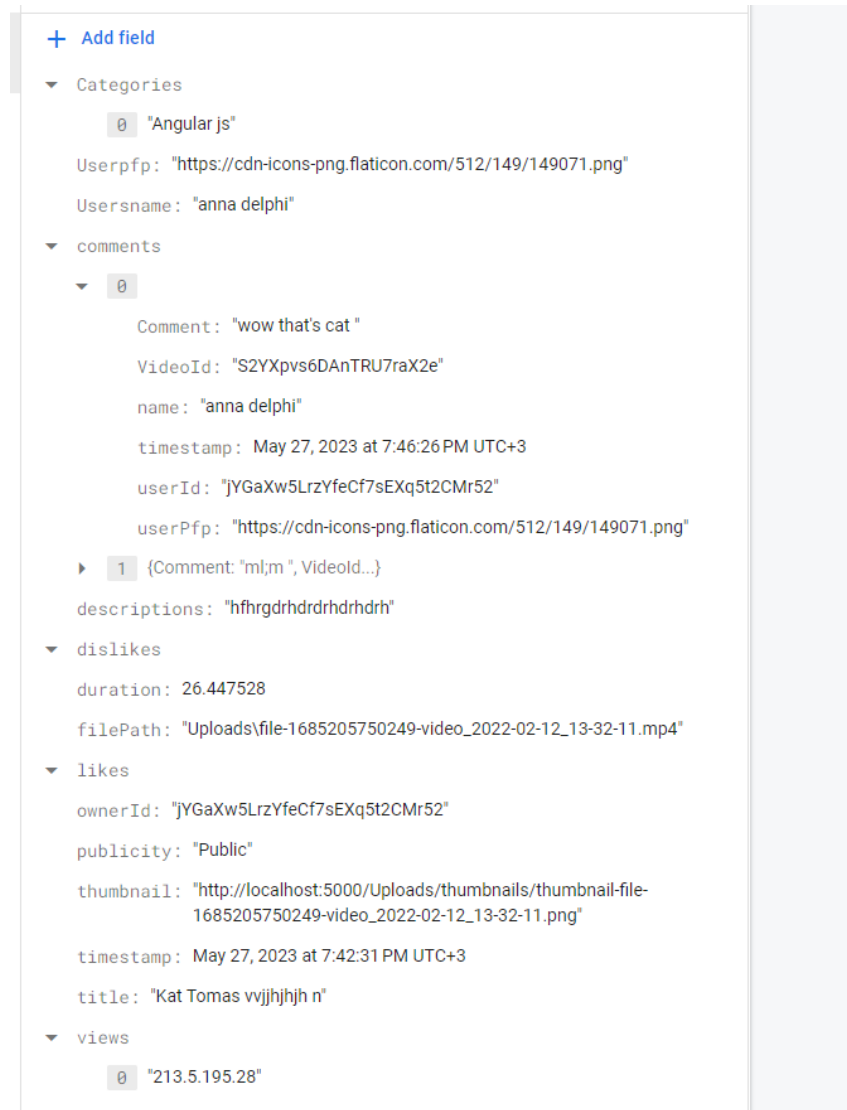 + Add field
Categories
0 "Angular js"
Userpfp: "https://cdn-icons-png.flaticon.com/512/149/149071.png"
Usersname: "anna delphi"
comments
0
Comment: "wow that's cat "
VideoId: "S2YXpvs6DAnTRU7raX2e"
name: "anna delphi"
timestamp: May 27, 2023 at 7:46:26 PM UTC+3
userId: "jYGaXw5LrzYfeCf7sEXq5t2CMr52"
userPfp: "https://cdn-icons-png.flaticon.com/512/149/149071.png"
1 {Comment: "ml;m ", VideoId...}
descriptions: "hfhrgdrhdrdrhdrhdrh"
dislikes
duration: 26.447528
filePath: "Uploads\file-1685205750249-video_2022-02-12_13-32-11.mp4"
likes
ownerId: "jYGaXw5LrzYfeCf7sEXq5t2CMr52"
publicity: "Public"
thumbnail: "http://localhost:5000/Uploads/thumbnails/thumbnail-file-
1685205750249-video_2022-02-12_13-32-11.png"
timestamp: May 27, 2023 at 7:42:31 PM UTC+3
title: "Kat Tomas vvjjhjhjh n"
views
0 "213.5.195.28"